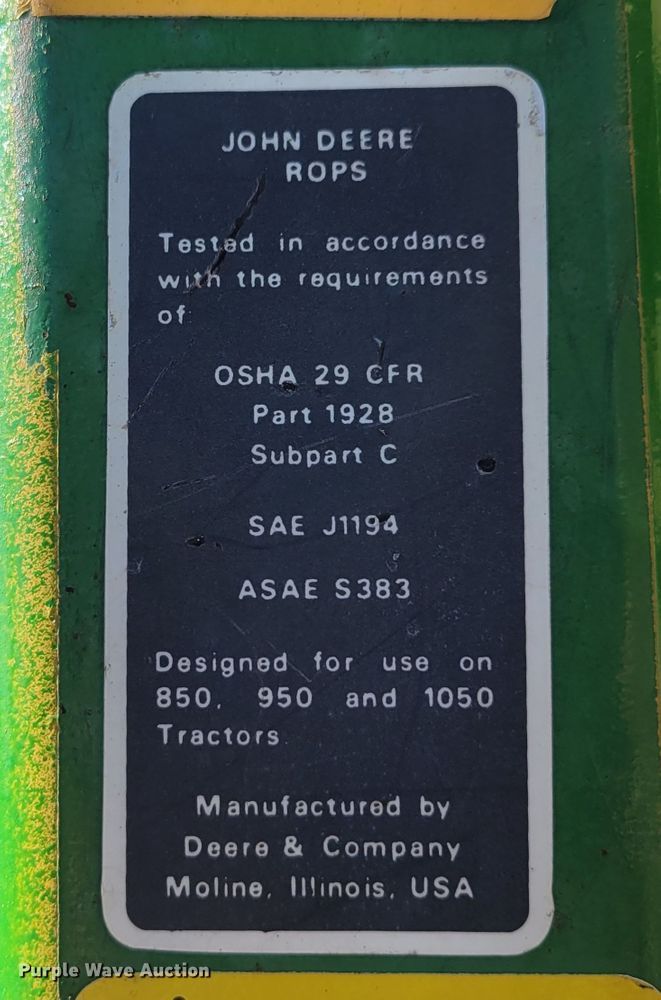 JOHN DEERE
ROPS
Tested in accordance
with the requirements
of
OSHA 29 CFR
Part 1928
Subpart C
SAE J1194
ASAE S383
Designed for use on
850, 950 and 1050
Tractors
Manufactured by
Deere & Company
Moline, Illinois, USA
Purple Wave Auction